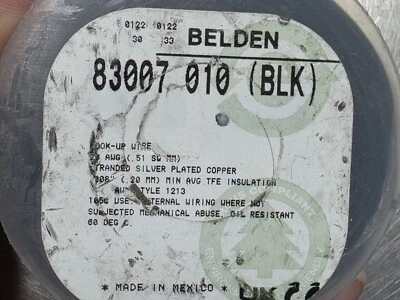 0122 0122
30 33 BELDEN
83007 010 (BLK)
OOK-UP WIRE
AWG (.51 SQ MM)
TRANDED SILVER PLATED COPPER
008" (.20 MM) MIN AVG TFE INSULATION
STYLE 1213
105C USE INTERNAL WIRING WHERE NOT
SUBJECTED MECHANICAL ABUSE, OIL RESISTANT
60 DEG C.
* MADE IN MEXICO *